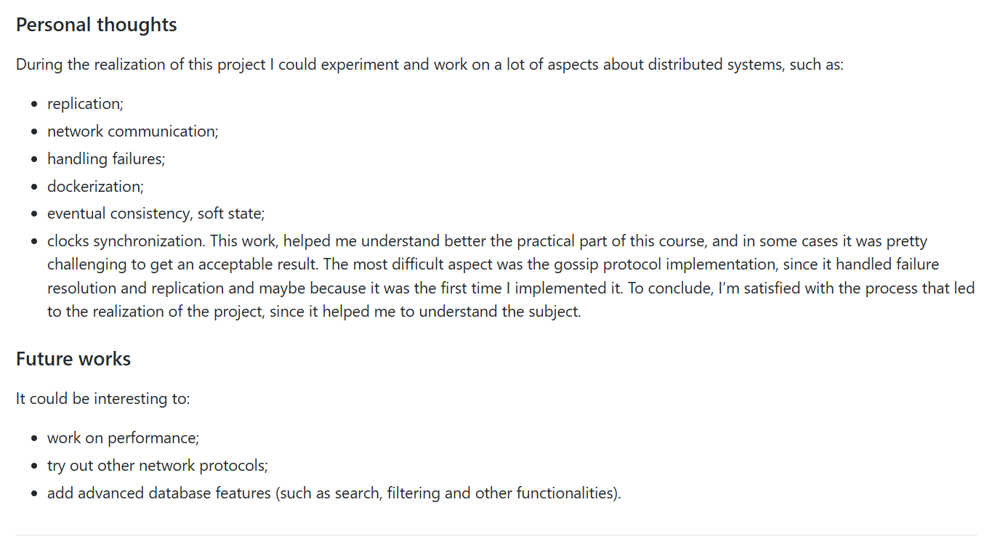 Personal thoughts
During the realization of this project I could experiment and work on a lot of aspects about distributed systems, such as:
replication;
network communication;
handling failures;
dockerization;
eventual consistency, soft state;
clocks synchronization. This work, helped me understand better the practical part of this course, and in some cases it was pretty
challenging to get an acceptable result. The most difficult aspect was the gossip protocol implementation, since it handled failure
resolution and replication and maybe because it was the first time I implemented it. To conclude, I’m satisfied with the process that led
to the realization of the project, since it helped me to understand the subject.
Future works
It could be interesting to:
work on performance;
try out other network protocols;
add advanced database features (such as search, filtering and other functionalities).